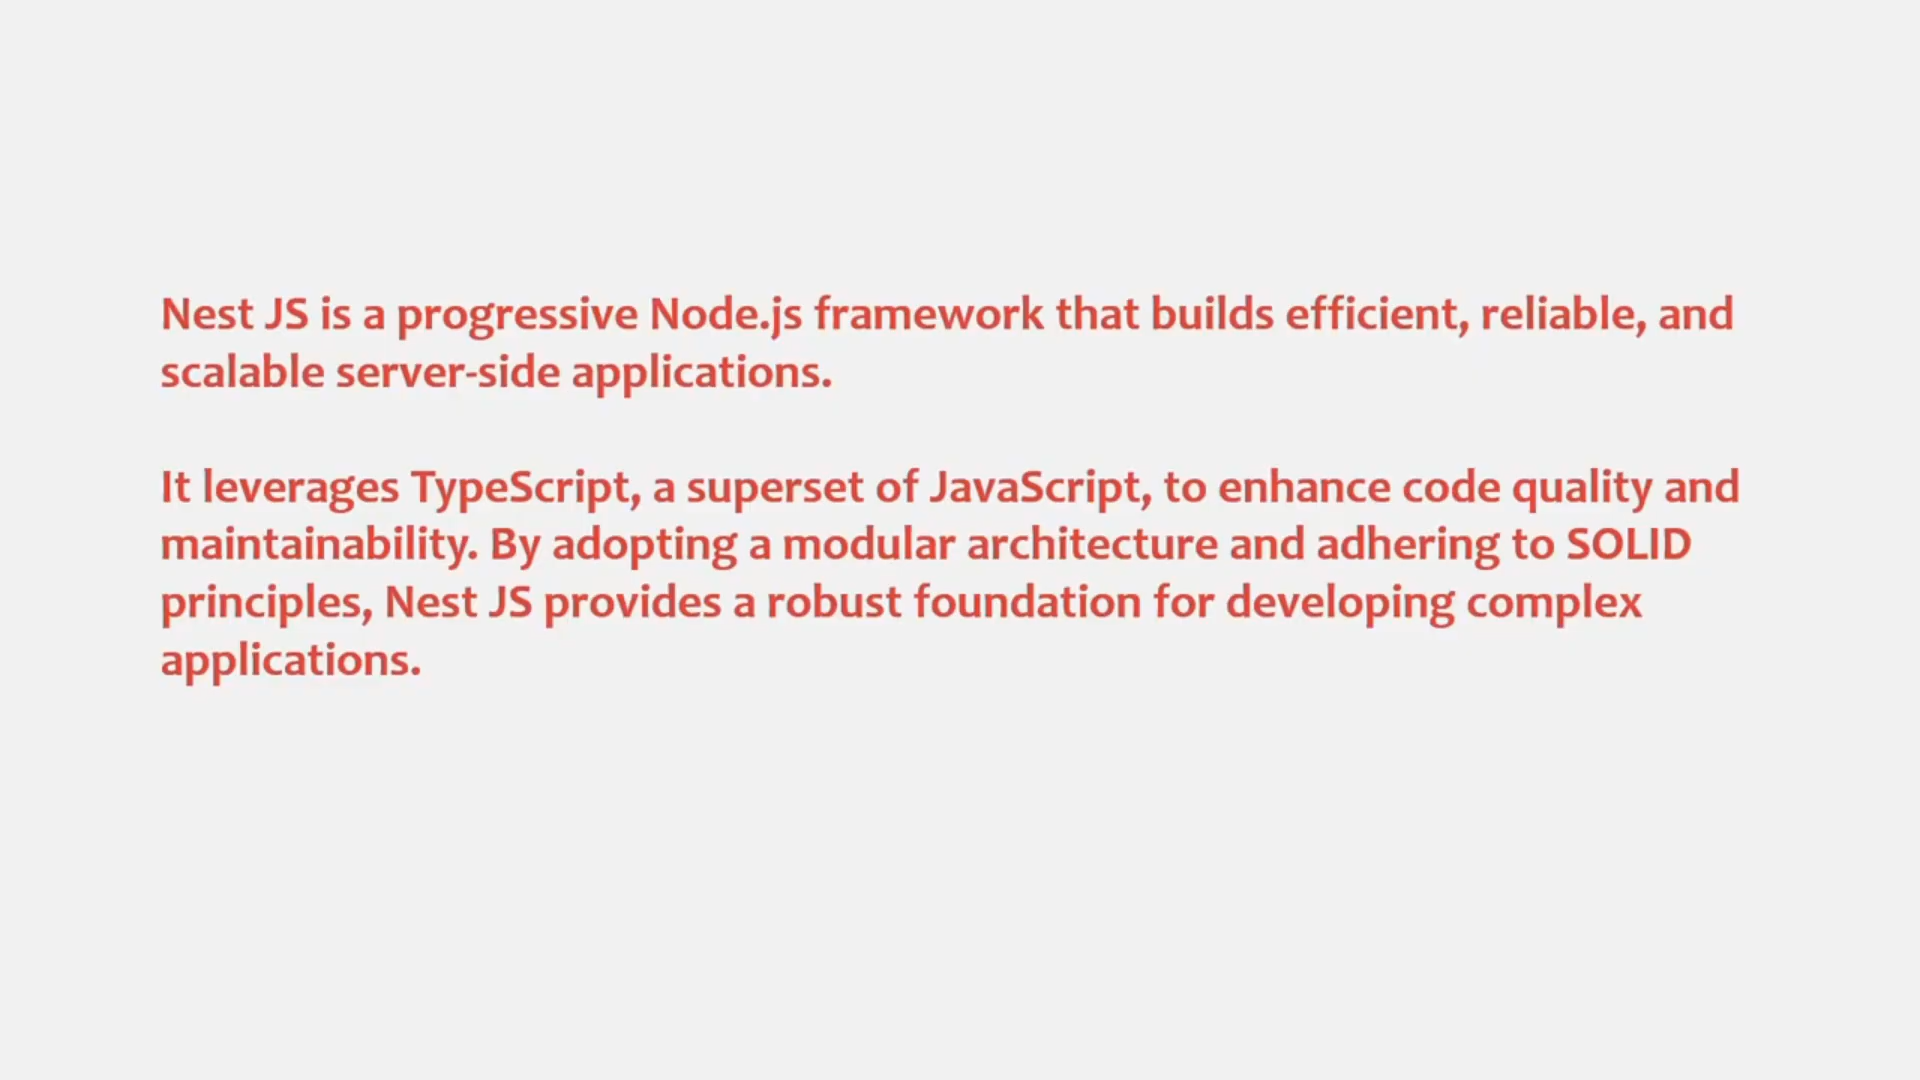 Nest JS is a progressive Node.js framework that builds efficient, reliable, and
scalable server-side applications.
It leverages TypeScript, a superset of JavaScript, to enhance code quality and
maintainability. By adopting a modular architecture and adhering to SOLID
principles, Nest JS provides a robust foundation for developing complex
applications.